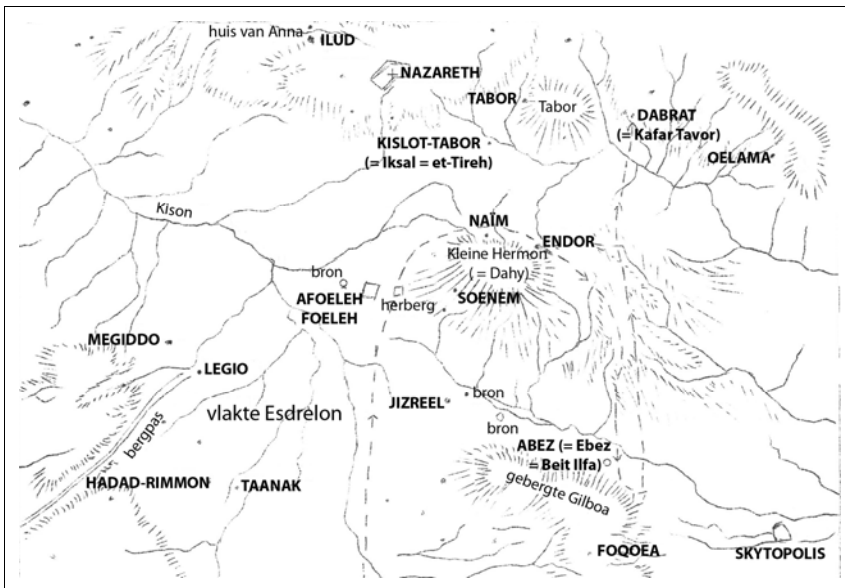 huis van Anna
ILUD
NAZARETH
TABOR
Tabor
DABRAT
(= Kafar Tavor)
KISLOT-TABOR
(= Iksal = et-Tireh)
OELAMA
Kison
NAÏM
ENDOR
Kleine Hermon
(= Dahy)
bron
AFOELEH
FOELEH
herberg
SOENEM
MEGIDDO
LEGIO
JIZREEL
bron
bron
vlakte Esdrelon
bergpas
ABEZ (= Ebez
= Beit Ilfa)
gebergte Gilboa
HADAD-RIMMON
TAANAK
FOQOEA
SKYTOPOLIS